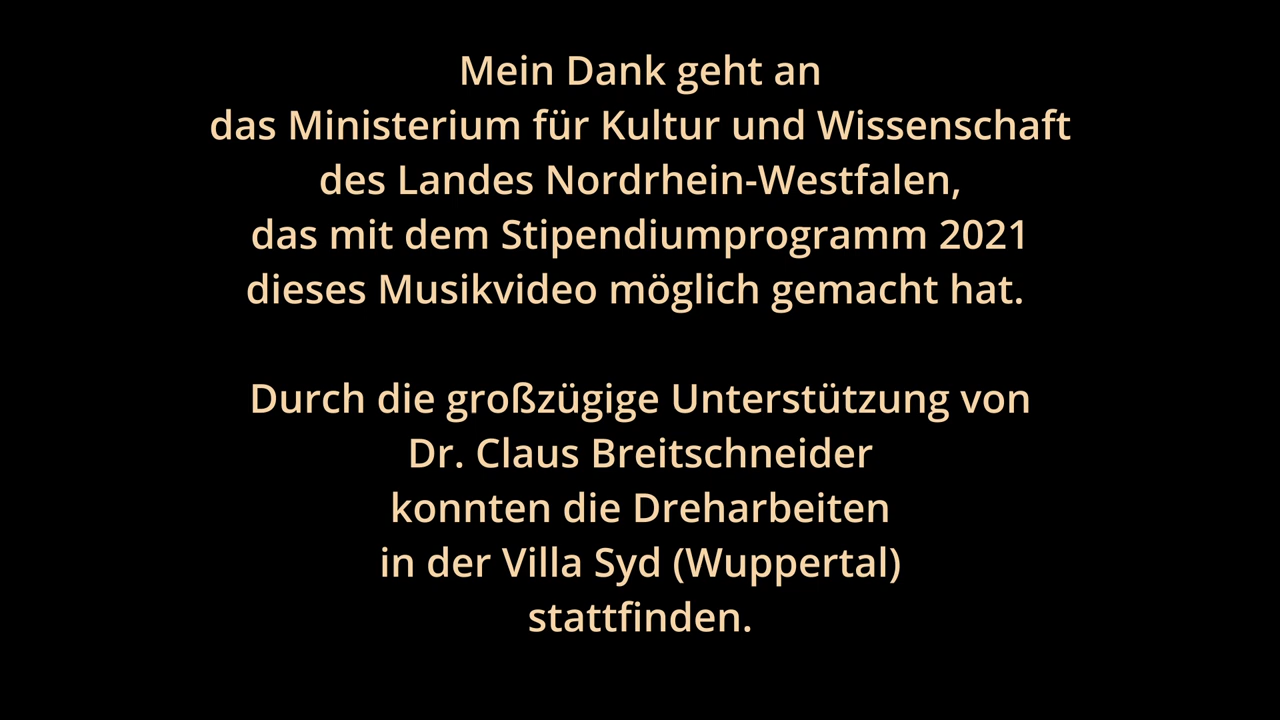 Mein Dank geht an
das Ministerium für Kultur und Wissenschaft
des Landes Nordrhein-Westfalen,
das mit dem Stipendiumprogramm 2021
dieses Musikvideo möglich gemacht hat.
Durch die großzügige Unterstützung von
Dr. Claus Breitschneider
konnten die Dreharbeiten
in der Villa Syd (Wuppertal)
stattfinden.